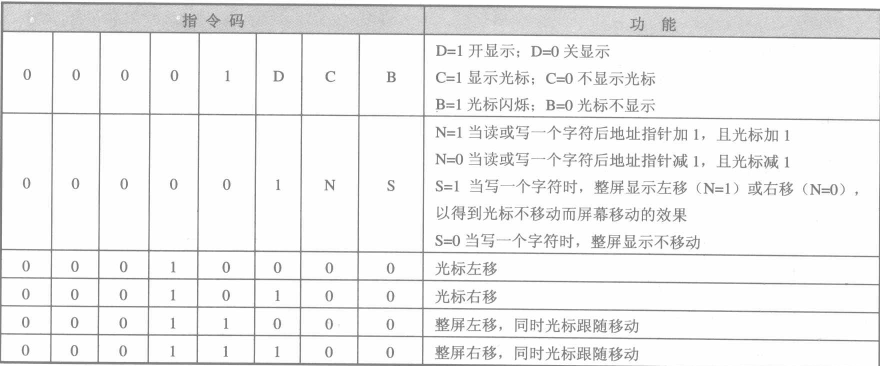 指令码 功能
0 0 0 0 1 D C B
D=1 开显示；D=0 关显示
C=1 显示光标；C=0 不显示光标
B=1 光标闪烁；B=0 光标不显示
0 0 0 0 0 1 N S
N=1 当读或写一个字符后地址指针加 1，且光标加 1
N=0 当读或写一个字符后地址指针减 1，且光标减 1
S=1 当写一个字符时，整屏显示左移（N=1）或右移（N=0），
以得到光标不移动而屏幕移动的效果
S=0 当写一个字符时，整屏显示不移动
0 0 0 1 0 0 0 0 光标左移
0 0 0 1 0 1 0 0 光标右移
0 0 0 1 1 0 0 0 整屏左移，同时光标跟随移动
0 0 0 1 1 1 0 0 整屏右移，同时光标跟随移动